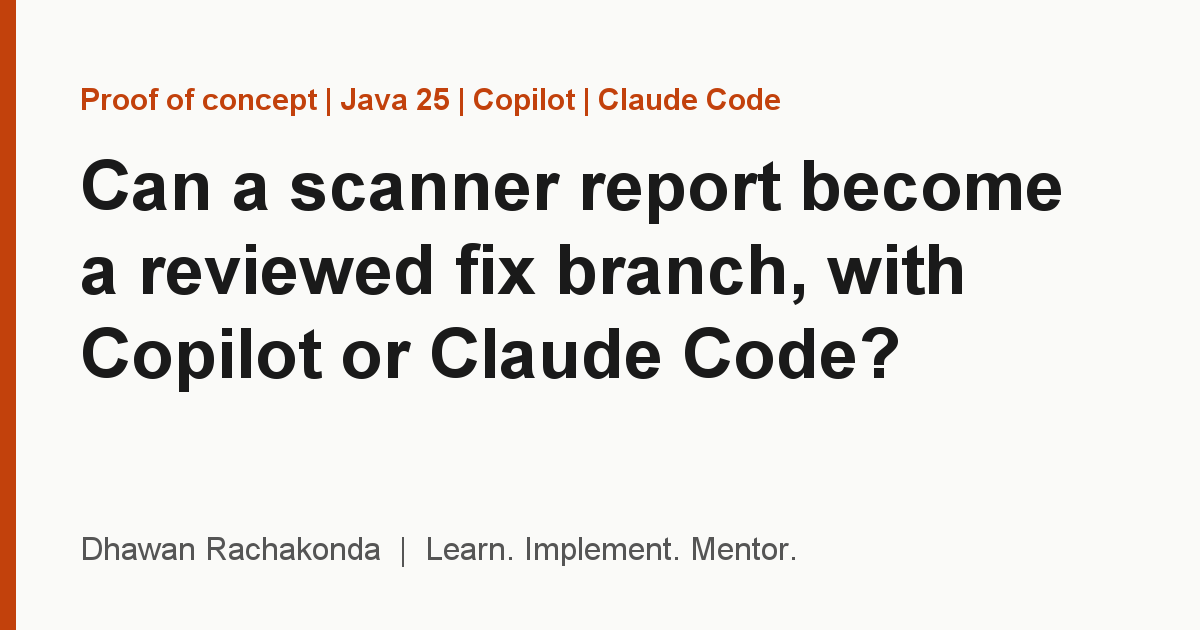 Proof of concept | Java 25 | Copilot | Claude Code
Can a scanner report become
a reviewed fix branch, with
Copilot or Claude Code?
Dhawan Rachakonda | Learn. Implement. Mentor.